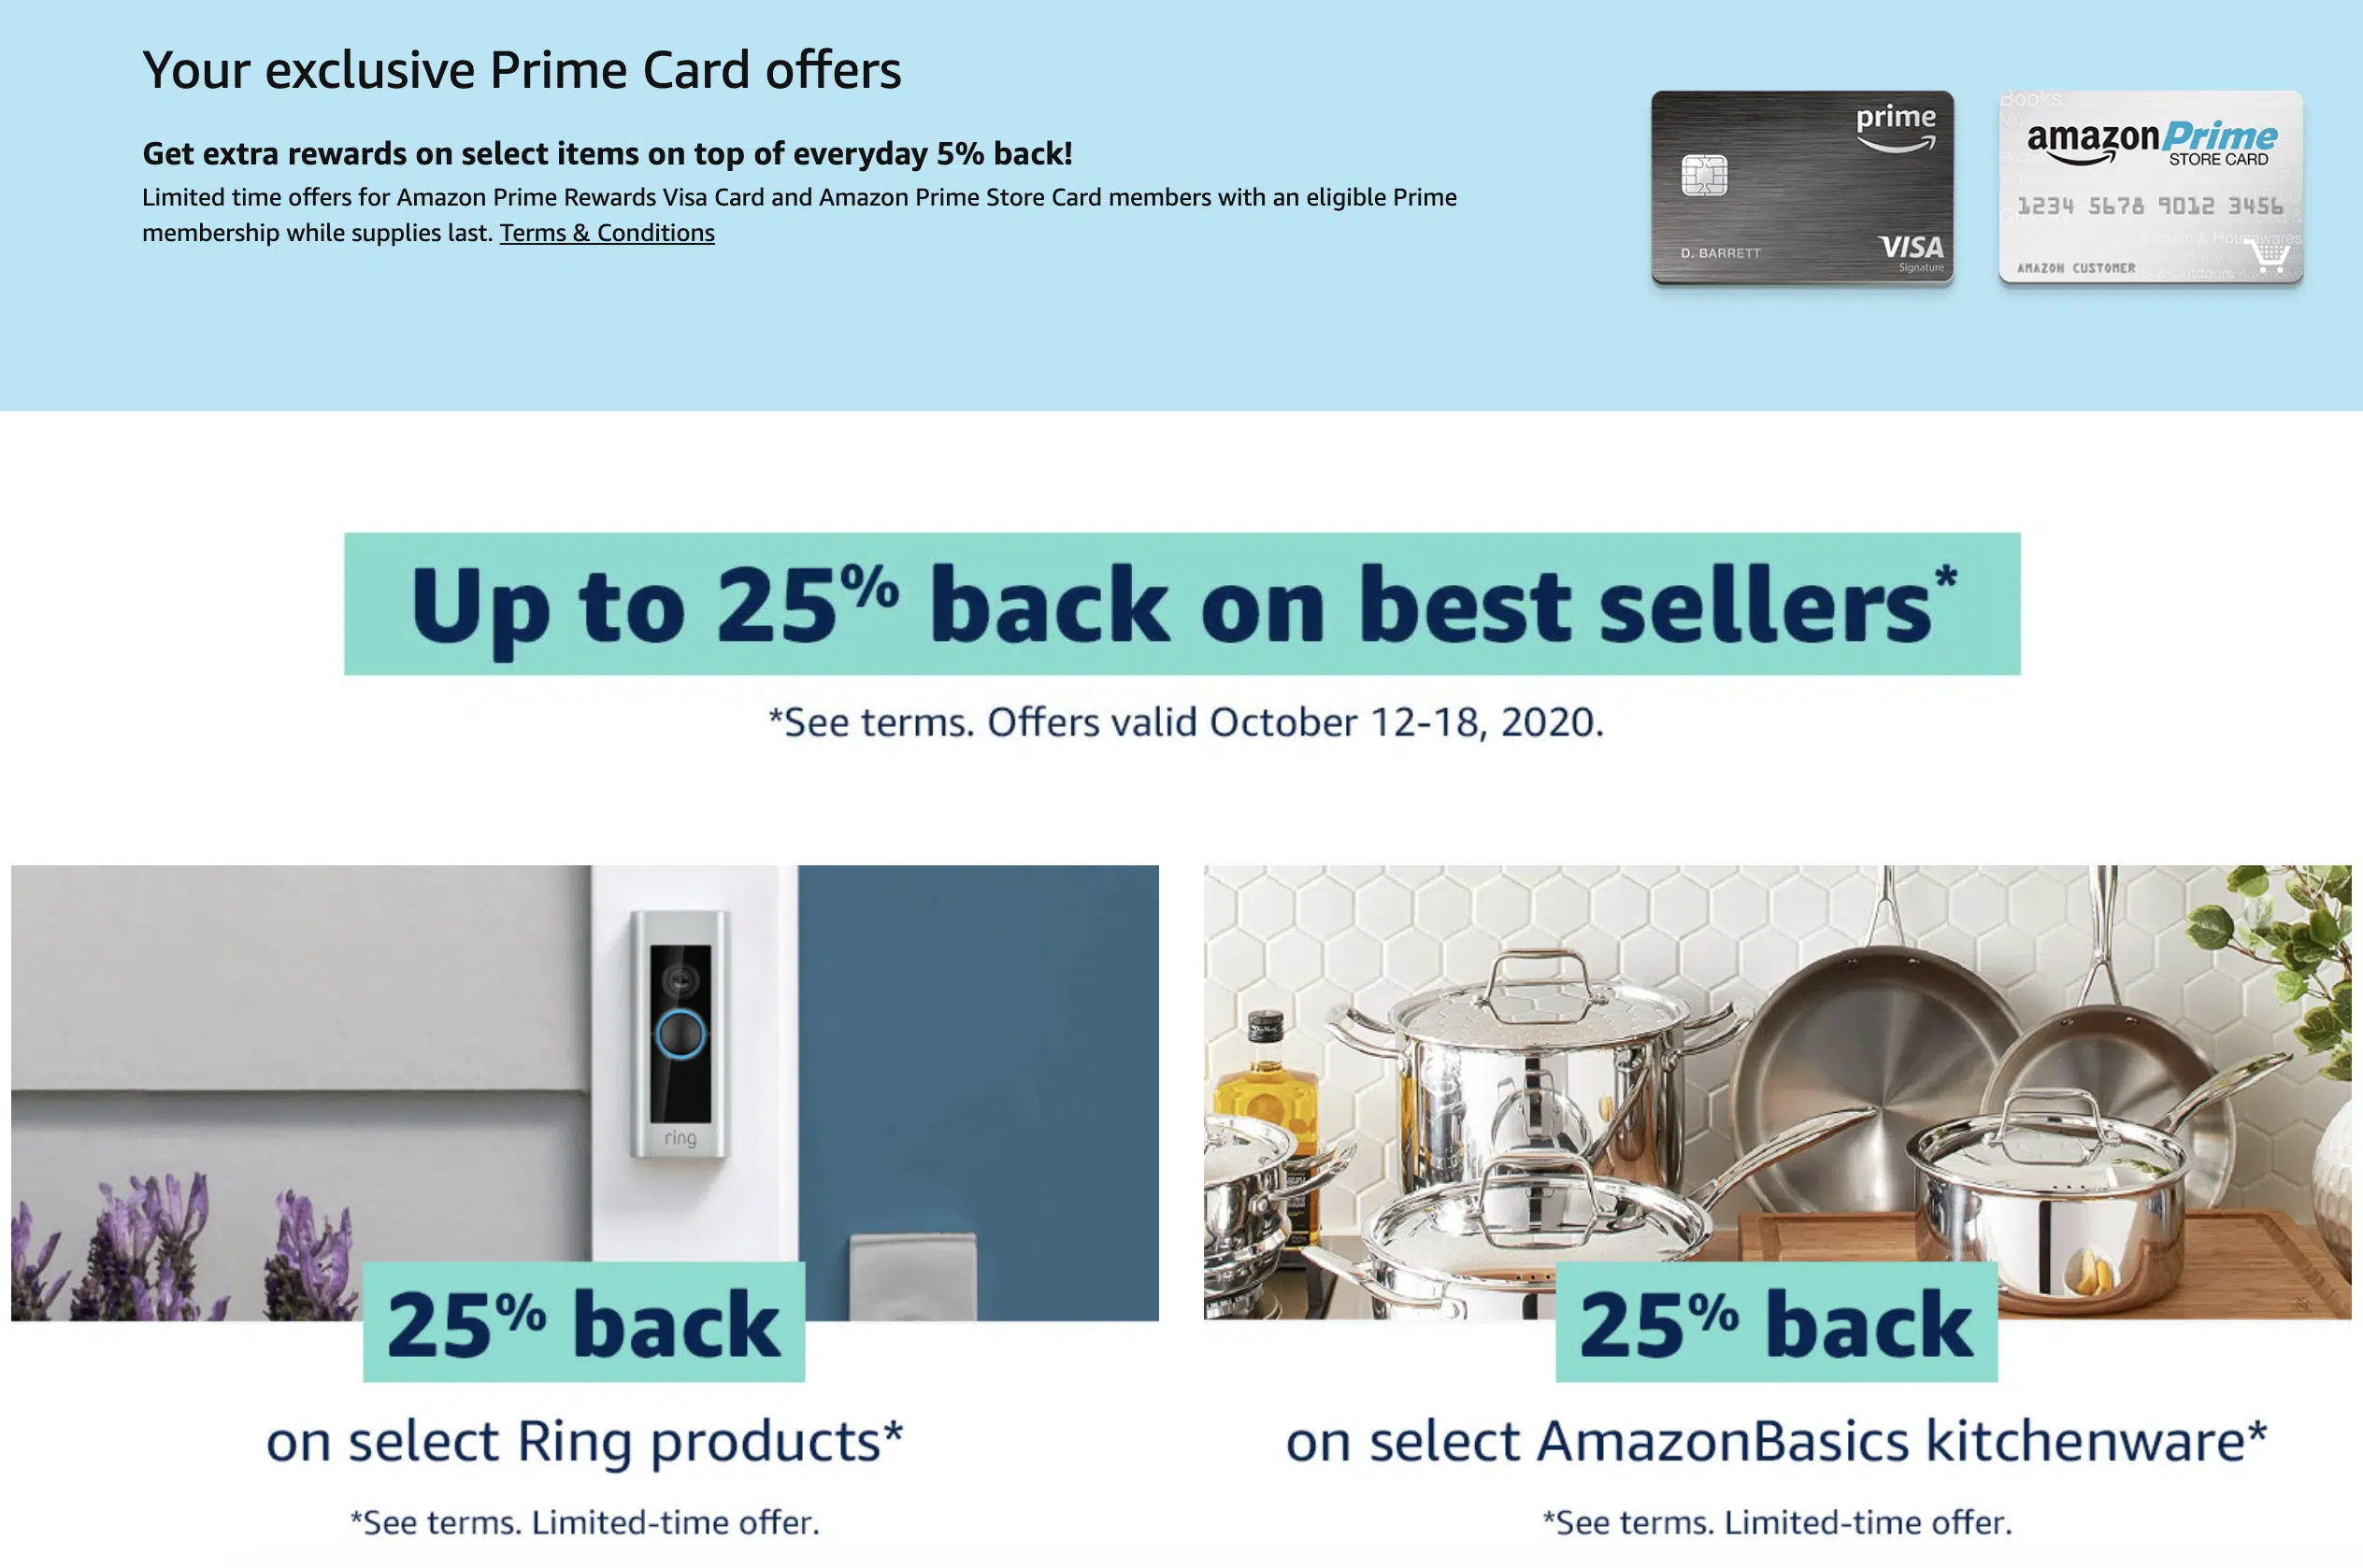 Your exclusive Prime Card offers
Get extra rewards on select items on top of everyday 5% back!
Limited time offers for Amazon Prime Rewards Visa Card and Amazon Prime Store Card members with an eligible Prime
membership while supplies last. Terms & Conditions
prime
D. BARRETT
VISA
Signature
Books
amazonPrime
STORE CARD
1234 5678 9012 3456
AMAZON CUSTOMER
& Outdoors
Up to 25% back on best sellers*
*See terms. Offers valid October 12-18, 2020.
ring
25% back
on select Ring products*
*See terms. Limited-time offer.
25% back
on select AmazonBasics kitchenware*
*See terms. Limited-time offer.